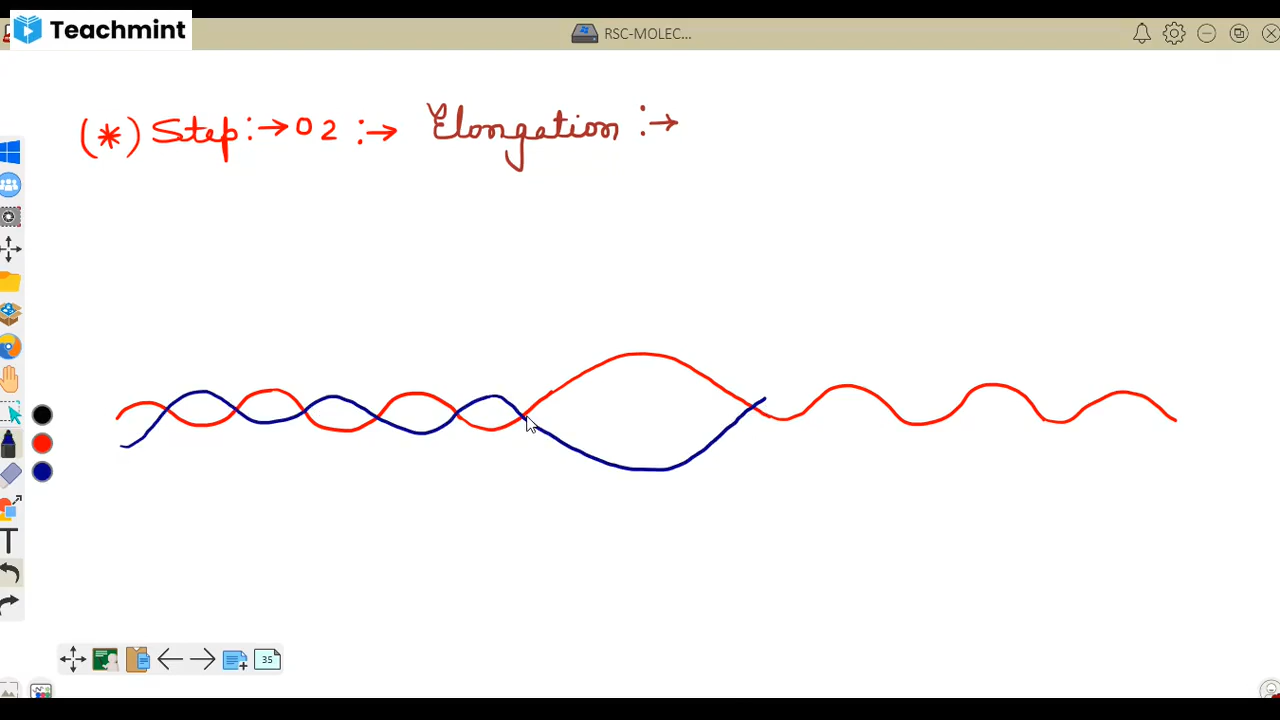 Teachmint
RSC-MOLEC...
(*) Step:→02 :→ Elongation :→
T
35